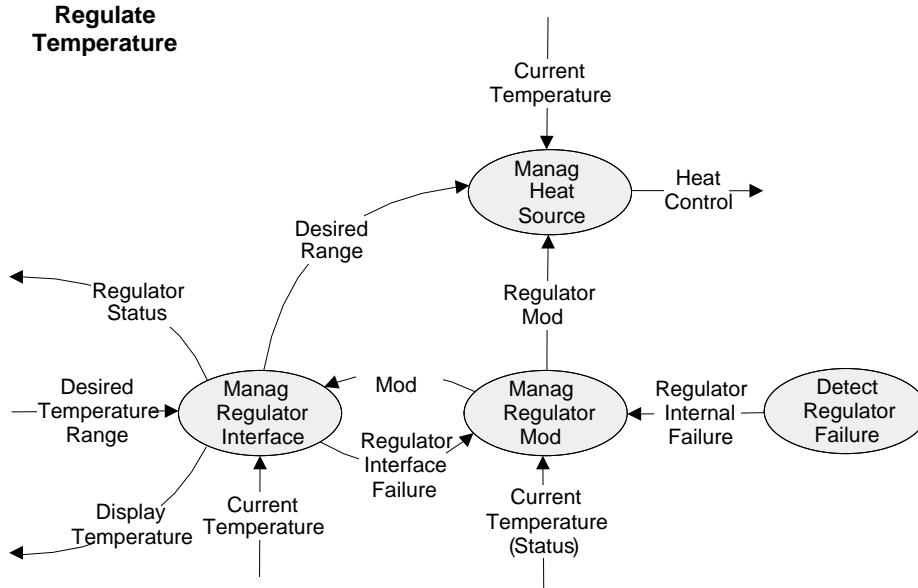 Regulate
Temperature
Current
Temperature
Manag
Heat
Source
Heat
Control
Desired
Range
Regulator
Status
Regulator
Mod
Desired
Temperature
Range
Manag
Regulator
Interface
Mod
Manag
Regulator
Mod
Regulator
Internal
Failure
Detect
Regulator
Failure
Regulator
Interface
Failure
Display
Temperature
Current
Temperature
Current
Temperature
(Status)